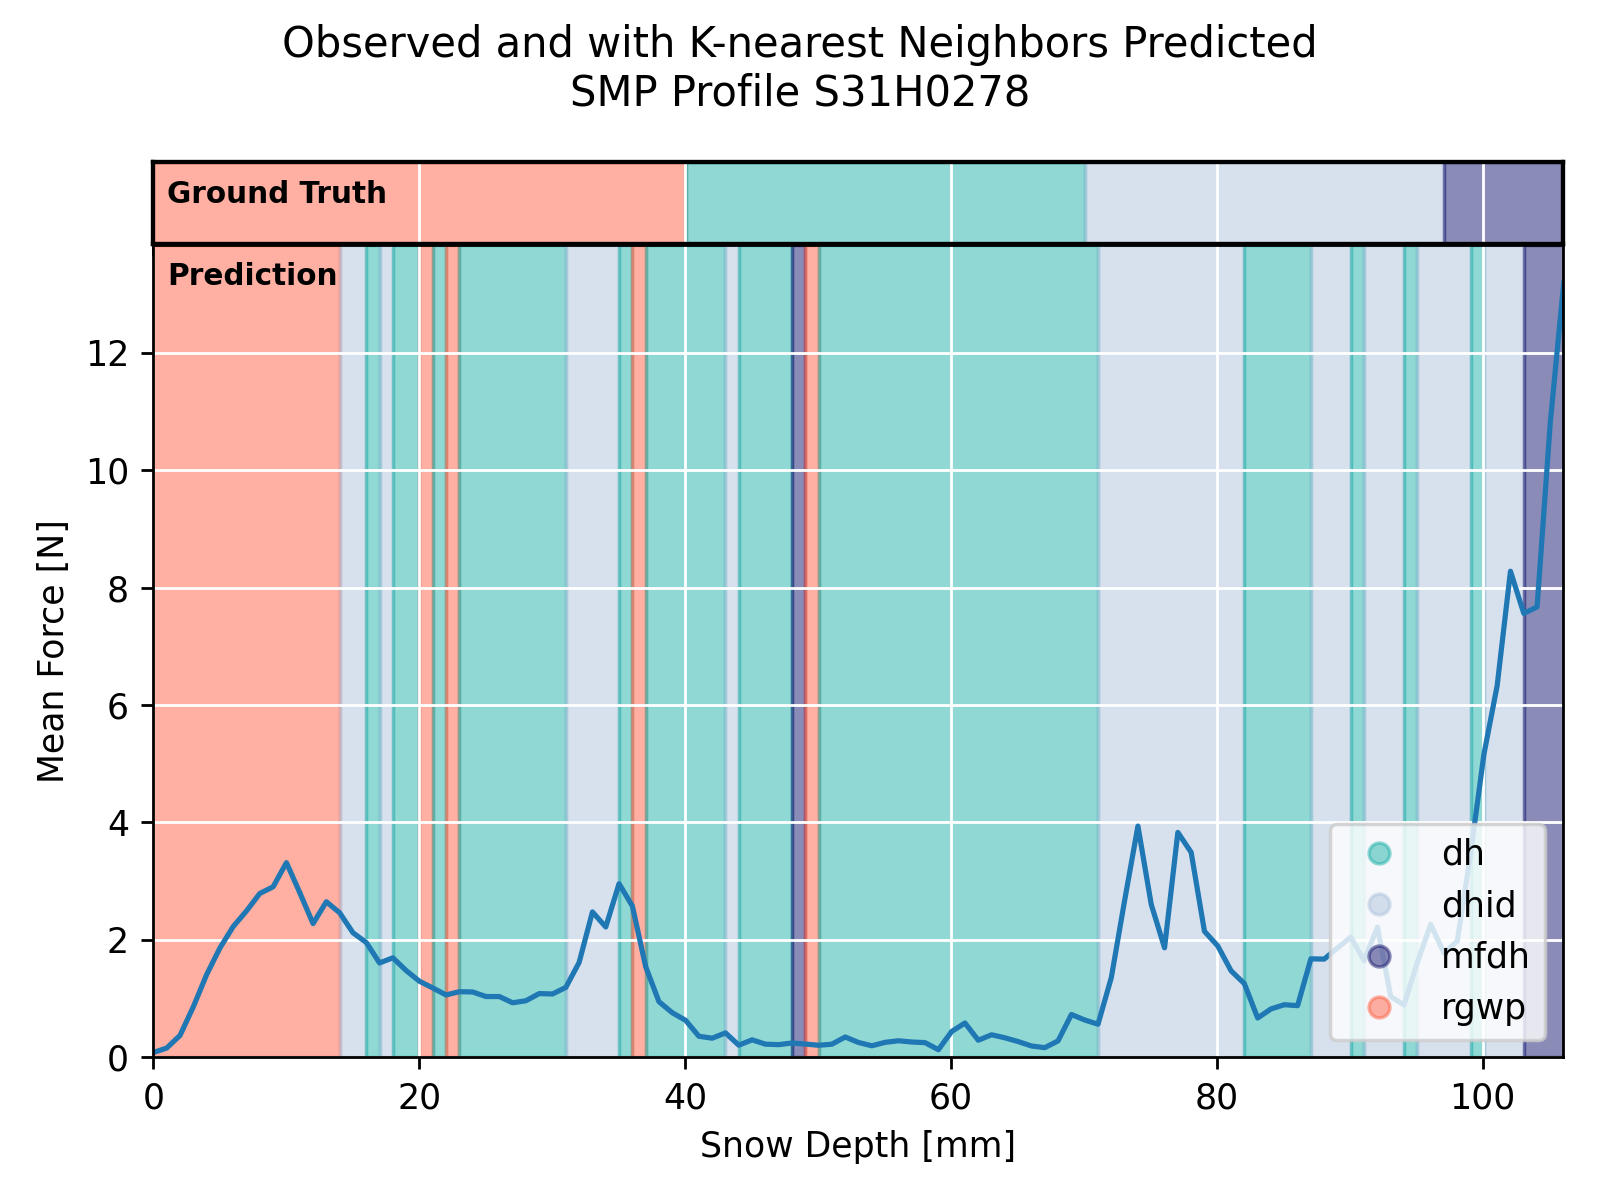 Observed and with K-nearest Neighbors Predicted
SMP Profile S31H0278
Ground Truth
Prediction
12
10
8
6
4
2
0
Mean Force [N]
dh
dhid
mfdh
rgwp
0 20 40 60 80 100
Snow Depth [mm]